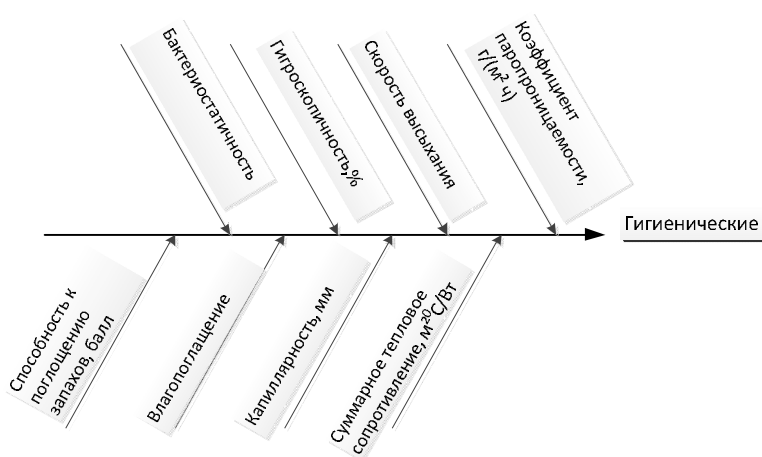 Бактериостатичность
Гигроскопичность,%
Скорость высыхания
Коэффициент
паропроницаемости,
г/(м² ч)
Гигиенические
Способность к
поглощению
запахов, балл
Влагопоглащение
Капиллярность, мм
Суммарное тепловое
сопротивление, м²⁰С/Вт